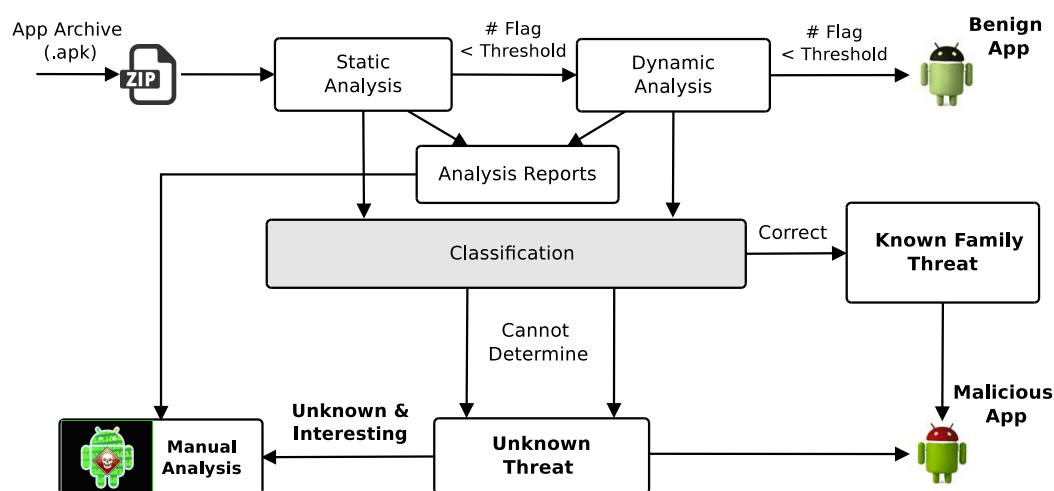 App Archive
(.apk)
ZIP
Static
Analysis
# Flag
< Threshold
Dynamic
Analysis
# Flag
< Threshold
Benign
App
Analysis Reports
Classification
Correct
Known Family
Threat
Cannot
Determine
Malicious
App
Unknown &
Interesting
Manual
Analysis
Unknown
Threat